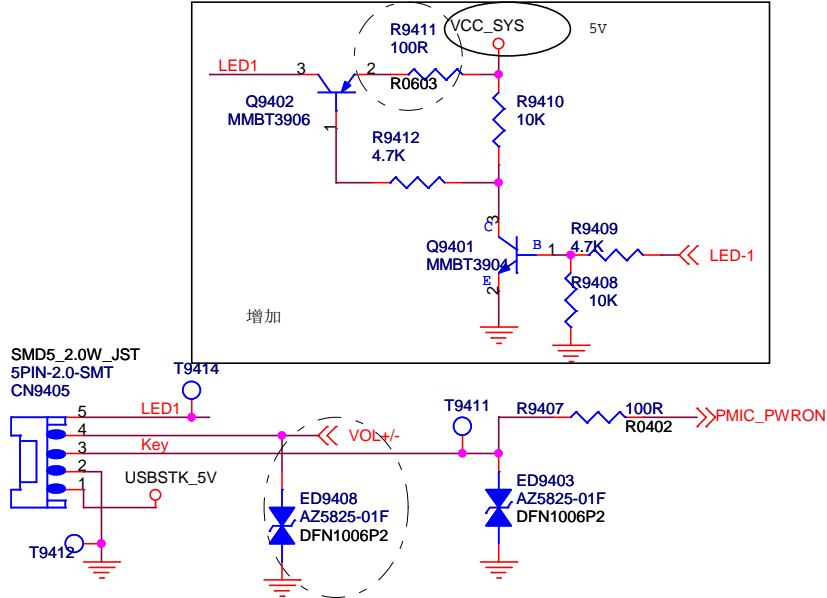 R9411
100R
VCC_SYS
5V
LED1
3
2
R0603
Q9402
MMBT3906
1
R9410
10K
R9412
4.7K
3
C
Q9401
MMBT3904
B
1
E
2
R9409
4.7K
LED-1
R9408
10K
增加
SMD5_2.0W_JST
5PIN-2.0-SMT
CN9405
T9414
5
LED1
4
VOL+/-
3
Key
2
1
USBSTK_5V
T9411
R9407
100R
R0402
PMIC_PWRON
ED9408
AZ5825-01F
DFN1006P2
ED9403
AZ5825-01F
DFN1006P2
T9412